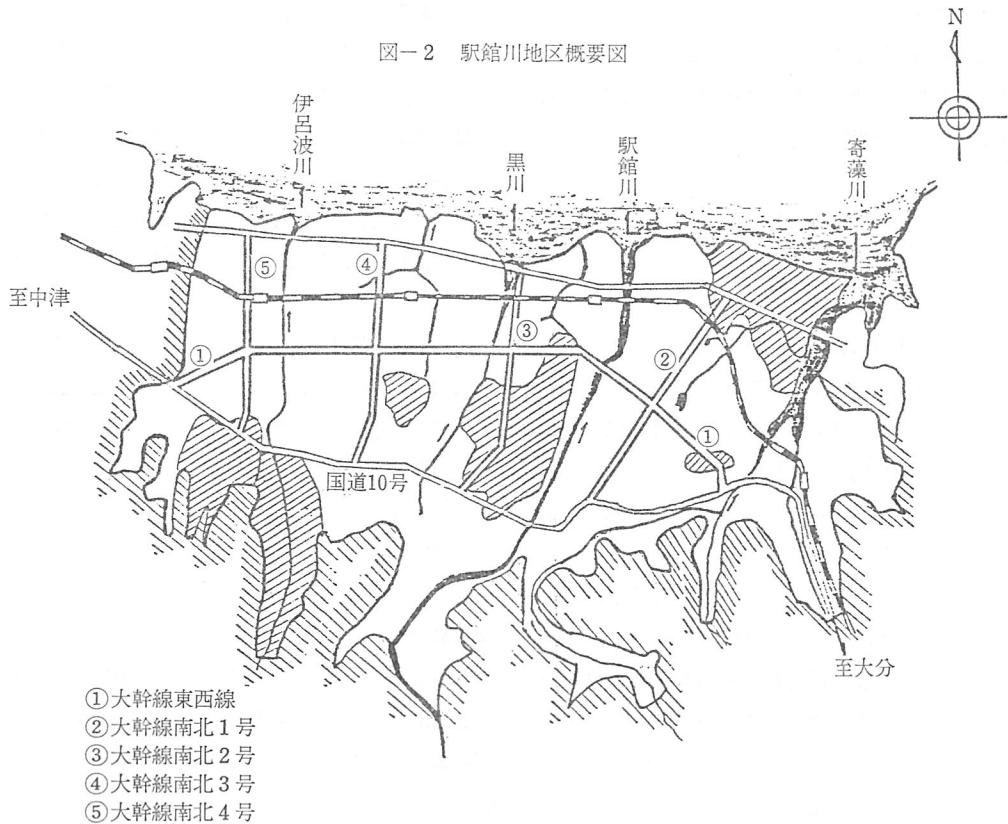 図－2　駅館川地区概要図
N
伊呂波川
黒川
駅館川
寄藻川
⑤
④
至中津
③
①
②
①
国道10号
至大分
①大幹線東西線
②大幹線南北1号
③大幹線南北2号
④大幹線南北3号
⑤大幹線南北4号